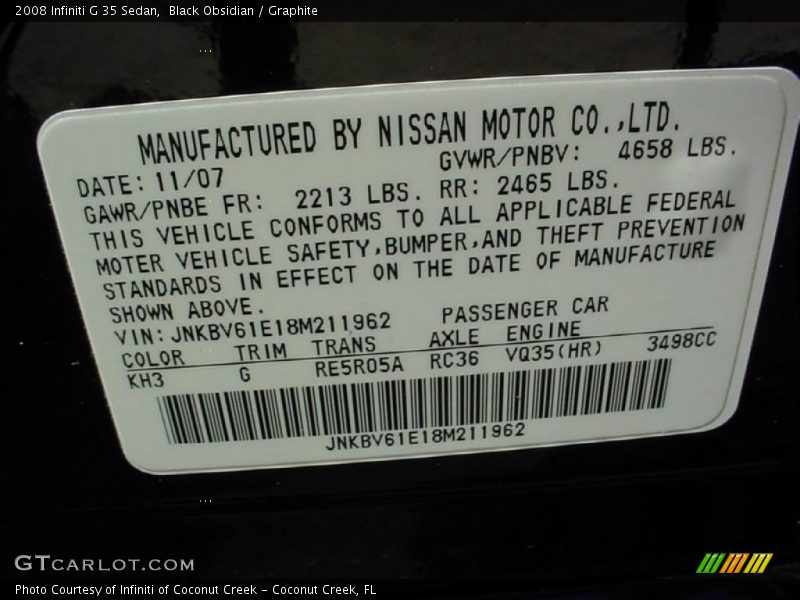 2008 Infiniti G 35 Sedan,  Black Obsidian / Graphite
MANUFACTURED BY NISSAN MOTOR CO.,LTD.
DATE: 11/07 GVWR/PNBV: 4658 LBS.
GAWR/PNBE FR: 2213 LBS. RR: 2465 LBS.
THIS VEHICLE CONFORMS TO ALL APPLICABLE FEDERAL
MOTER VEHICLE SAFETY,BUMPER,AND THEFT PREVENTION
STANDARDS IN EFFECT ON THE DATE OF MANUFACTURE
SHOWN ABOVE.
VIN: JNKBV61E18M211962 PASSENGER CAR
COLOR TRIM TRANS AXLE ENGINE
KH3 G RE5R05A RC36 VQ35(HR) 3498CC
JNKBV61E18M211962
GTCARLOT.COM
Photo Courtesy of Infiniti of Coconut Creek – Coconut Creek, FL